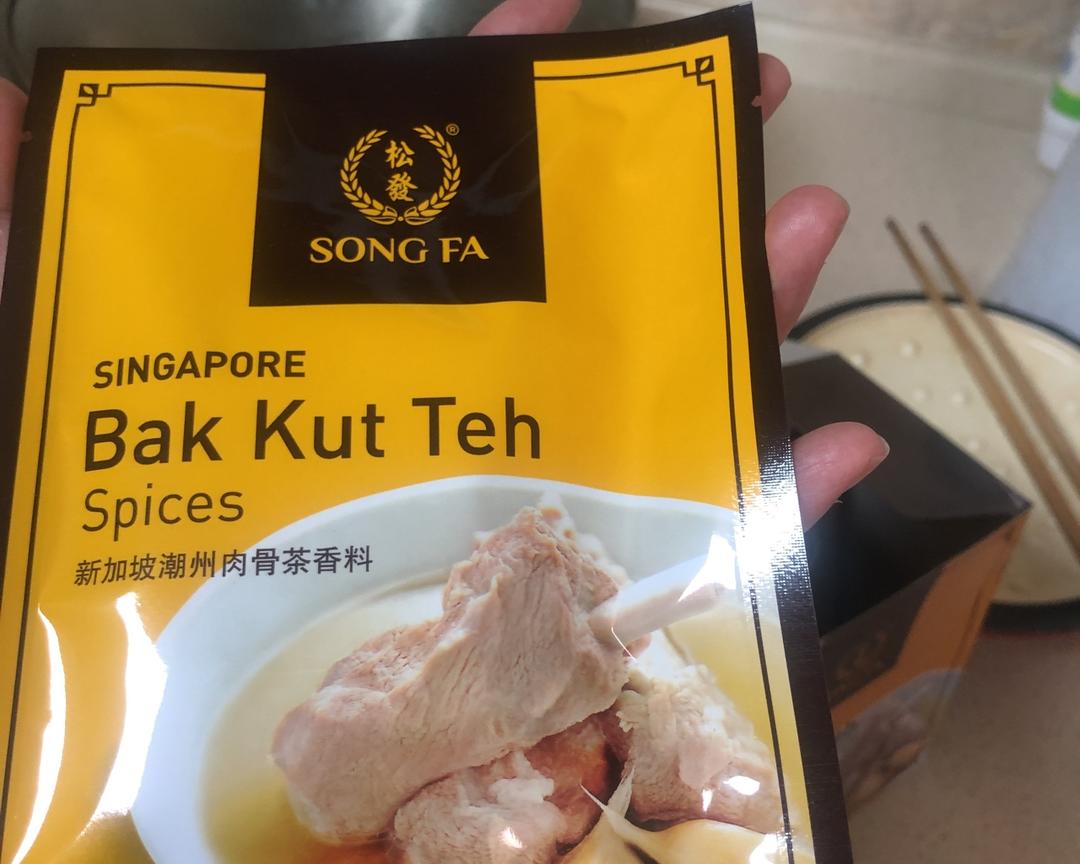 松
發
®
SONG FA
SINGAPORE
Bak Kut Teh
Spices
新加坡潮州肉骨茶香料